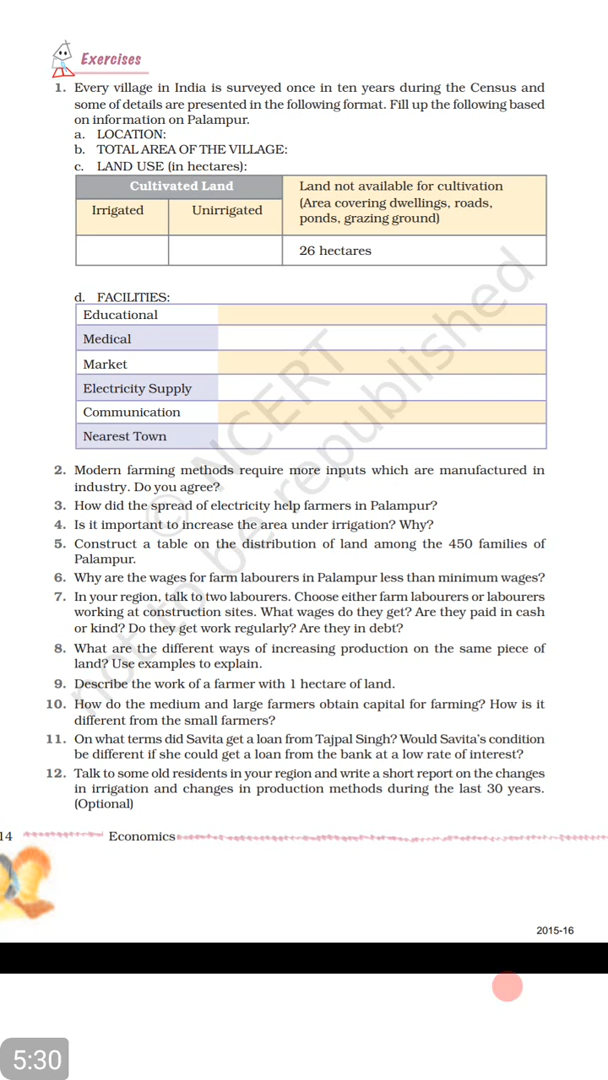 Exercises
1. Every village in India is surveyed once in ten years during the Census and
some of details are presented in the following format. Fill up the following based
on information on Palampur.
a. LOCATION:
b. TOTAL AREA OF THE VILLAGE:
c. LAND USE (in hectares):
Cultivated Land
Land not available for cultivation
(Area covering dwellings, roads,
ponds, grazing ground)
Irrigated Unirrigated
26 hectares
d. FACILITIES:
Educational
Medical
Market
Electricity Supply
Communication
Nearest Town
2. Modern farming methods require more inputs which are manufactured in
industry. Do you agree?
3. How did the spread of electricity help farmers in Palampur?
4. Is it important to increase the area under irrigation? Why?
5. Construct a table on the distribution of land among the 450 families of
Palampur.
6. Why are the wages for farm labourers in Palampur less than minimum wages?
7. In your region, talk to two labourers. Choose either farm labourers or labourers
working at construction sites. What wages do they get? Are they paid in cash
or kind? Do they get work regularly? Are they in debt?
8. What are the different ways of increasing production on the same piece of
land? Use examples to explain.
9. Describe the work of a farmer with 1 hectare of land.
10. How do the medium and large farmers obtain capital for farming? How is it
different from the small farmers?
11. On what terms did Savita get a loan from Tajpal Singh? Would Savita's condition
be different if she could get a loan from the bank at a low rate of interest?
12. Talk to some old residents in your region and write a short report on the changes
in irrigation and changes in production methods during the last 30 years.
(Optional)
14 Economics
2015-16
5:30
© NCERT
not to be republished